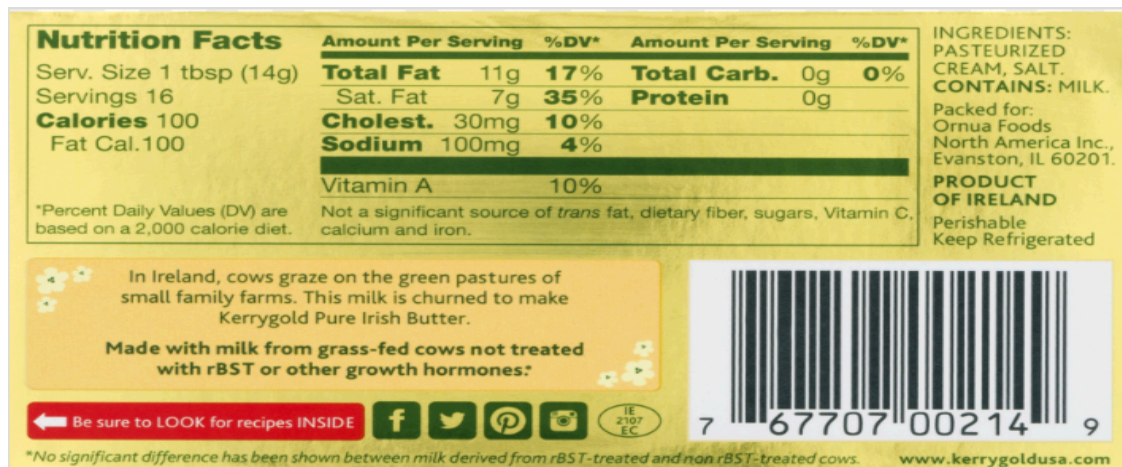 Nutrition Facts
Serv. Size 1 tbsp (14g)
Servings 16
Calories 100
Fat Cal.100
*Percent Daily Values (DV) are
based on a 2,000 calorie diet.
Amount Per Serving %DV* Amount Per Serving %DV*
Total Fat 11g 17% Total Carb. 0g 0%
Sat. Fat 7g 35% Protein 0g
Cholest. 30mg 10%
Sodium 100mg 4%
Vitamin A 10%
Not a significant source of trans fat, dietary fiber, sugars, Vitamin C,
calcium and iron.
INGREDIENTS:
PASTEURIZED
CREAM, SALT.
CONTAINS: MILK.
Packed for:
Ornua Foods
North America Inc.,
Evanston, IL 60201.
PRODUCT
OF IRELAND
Perishable
Keep Refrigerated
In Ireland, cows graze on the green pastures of
small family farms. This milk is churned to make
Kerrygold Pure Irish Butter.
Made with milk from grass-fed cows not treated
with rBST or other growth hormones.*
Be sure to LOOK for recipes INSIDE
f
IE
2107
EC
7 67707 00214 9
*No significant difference has been shown between milk derived from rBST-treated and non rBST-treated cows.
www.kerrygoldusa.com